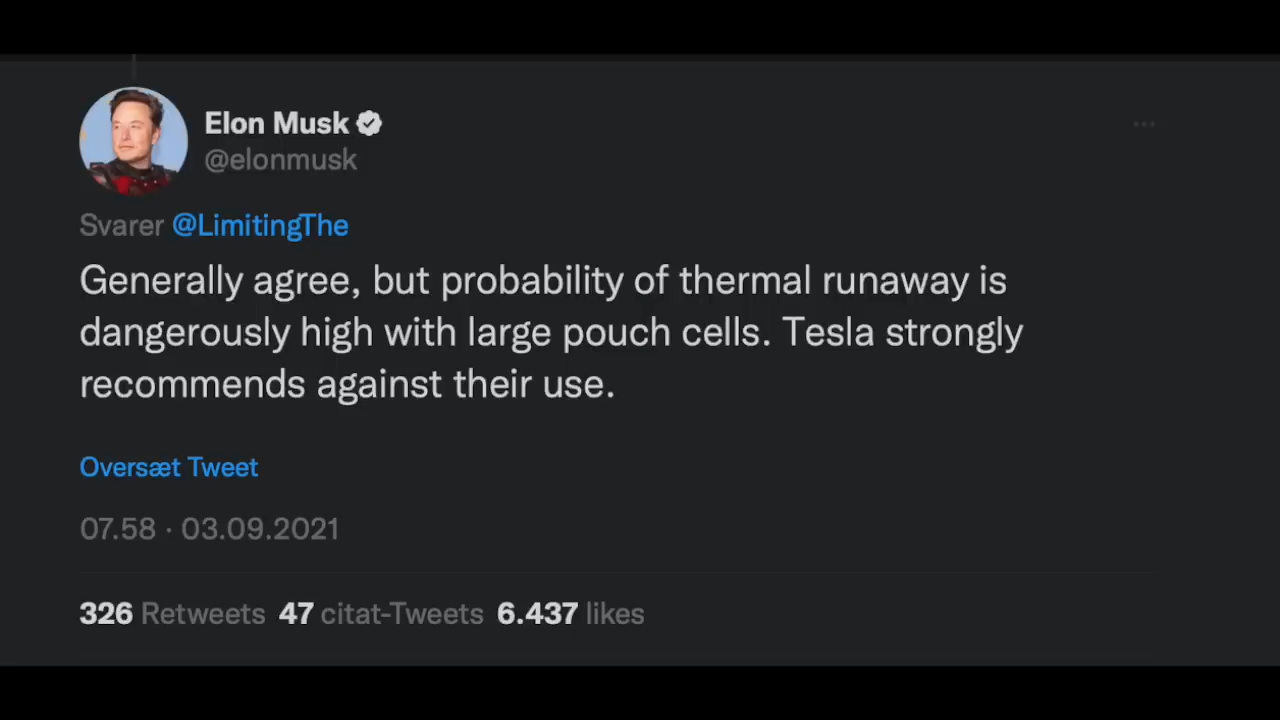 Elon Musk
@elonmusk
Svarer @LimitingThe
Generally agree, but probability of thermal runaway is
dangerously high with large pouch cells. Tesla strongly
recommends against their use.
Oversæt Tweet
07.58 · 03.09.2021
326 Retweets 47 citat-Tweets 6.437 likes